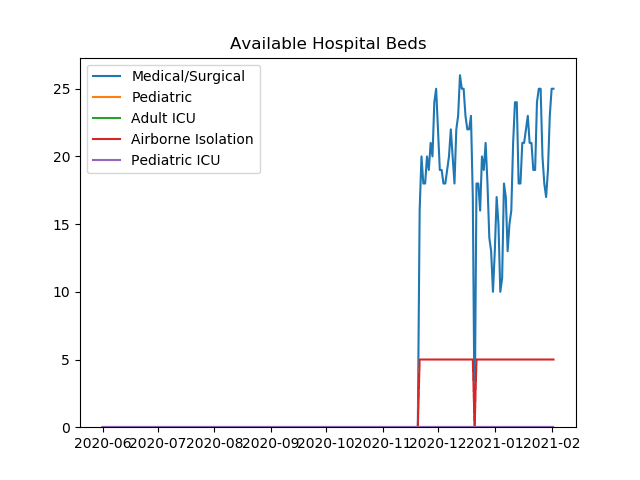 Available Hospital Beds
Medical/Surgical
Pediatric
Adult ICU
Airborne Isolation
Pediatric ICU
25
20
15
10
5
0
2020-06 2020-07 2020-08 2020-09 2020-10 2020-11 2020-12 2021-01 2021-02